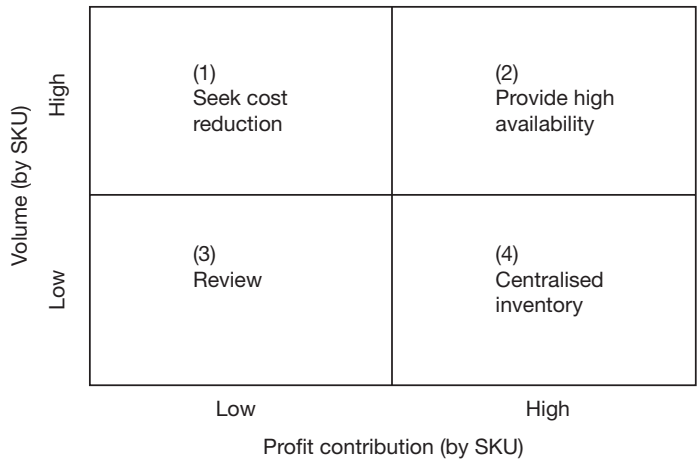 Volume (by SKU)
High
Low
(1)
Seek cost
reduction
(2)
Provide high
availability
(3)
Review
(4)
Centralised
inventory
Low
High
Profit contribution (by SKU)